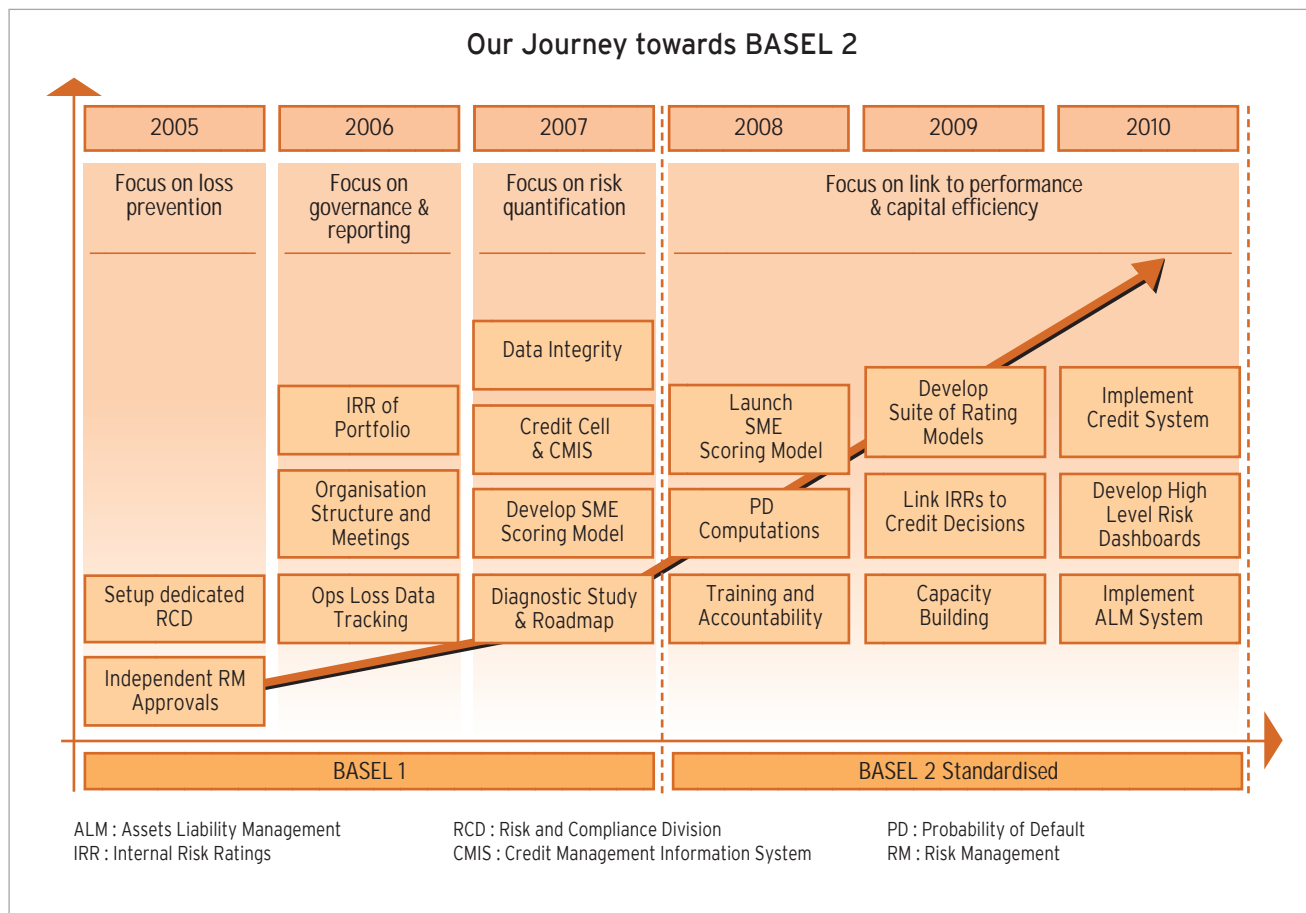 Our Journey towards BASEL 2
2005
2006
2007
2008
2009
2010
Focus on loss
prevention
Focus on
governance &
reporting
Focus on risk
quantification
Focus on link to performance
& capital efficiency
Setup dedicated
RCD
Independent RM
Approvals
IRR of
Portfolio
Organisation
Structure and
Meetings
Ops Loss Data
Tracking
Data Integrity
Credit Cell
& CMIS
Develop SME
Scoring Model
Diagnostic Study
& Roadmap
Launch
SME
Scoring Model
PD
Computations
Training and
Accountability
Develop
Suite of Rating
Models
Link IRRs to
Credit Decisions
Capacity
Building
Implement
Credit System
Develop High
Level Risk
Dashboards
Implement
ALM System
BASEL 1
BASEL 2 Standardised
ALM : Assets Liability Management
IRR : Internal Risk Ratings
RCD : Risk and Compliance Division
CMIS : Credit Management Information System
PD : Probability of Default
RM : Risk Management